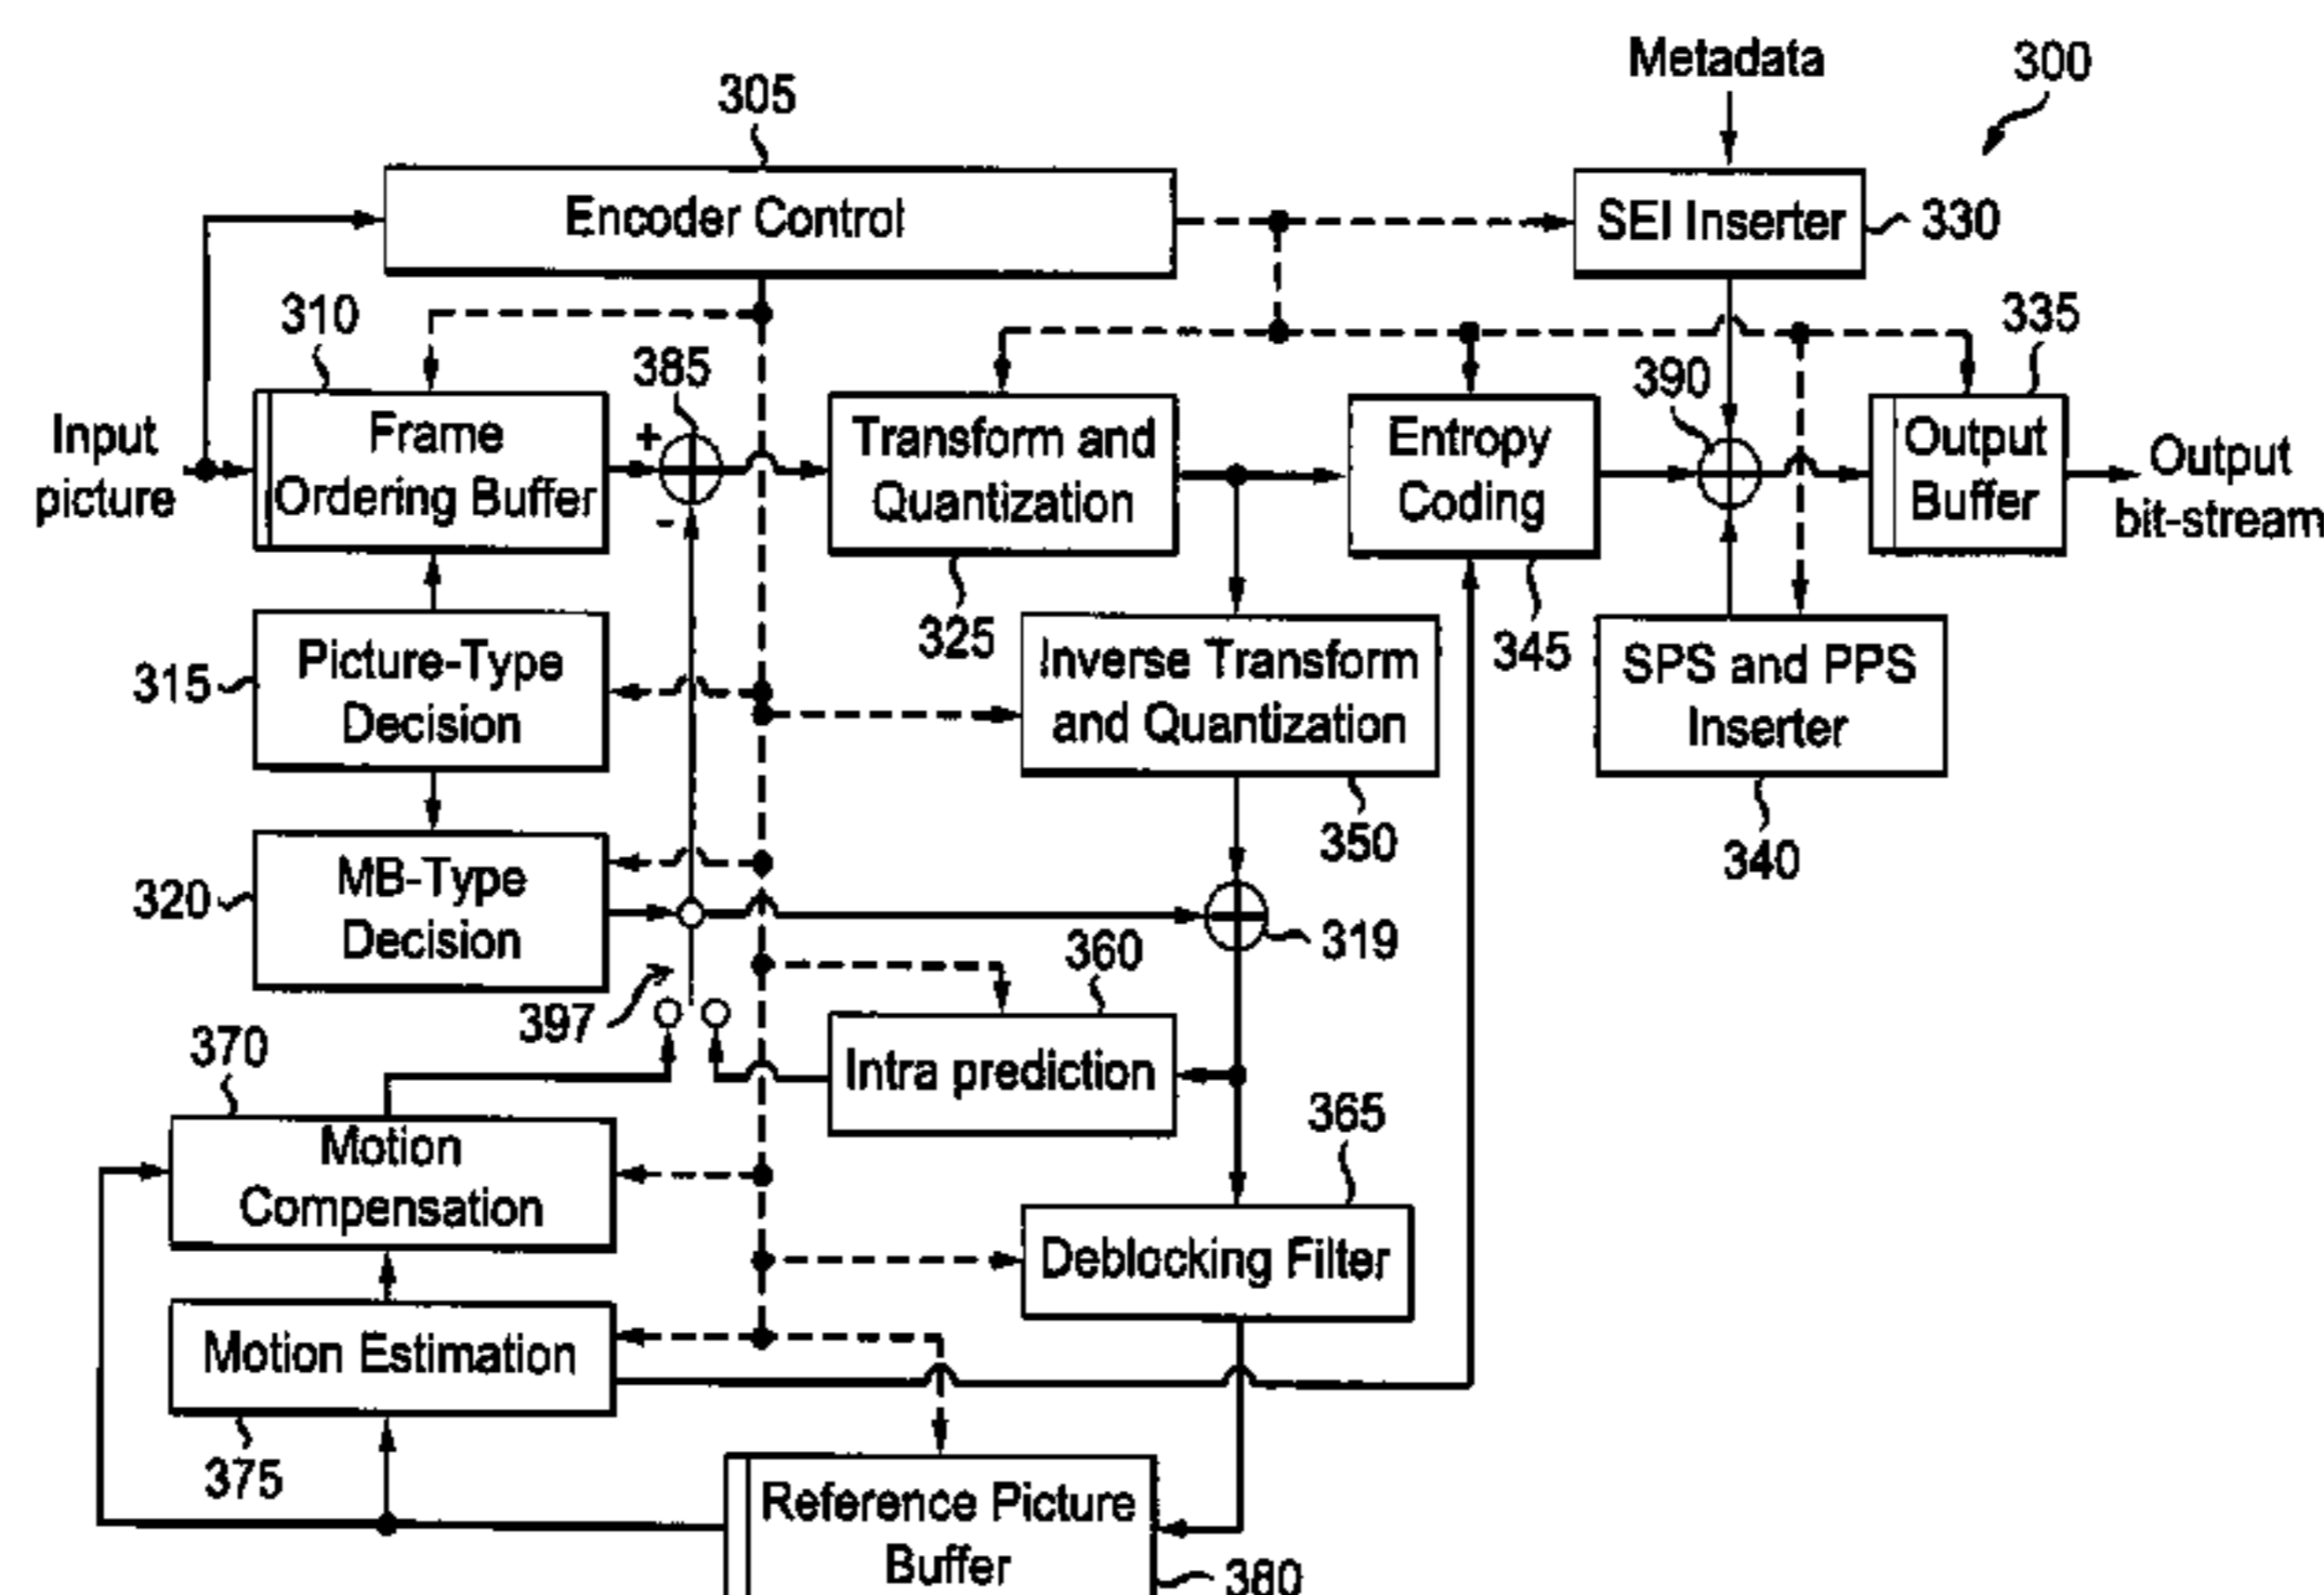 Metadata
300
305
Encoder Control
SEI Inserter
330
310
335
385
390
Input
picture
Frame
Ordering Buffer
+
-
Transform and
Quantization
Entropy
Coding
Output
Buffer
Output
bit-stream
325
345
315
Picture-Type
Decision
Inverse Transform
and Quantization
SPS and PPS
Inserter
350
340
320
MB-Type
Decision
319
360
397
370
Intra prediction
365
Motion
Compensation
Deblocking Filter
Motion Estimation
375
Reference Picture
Buffer
380